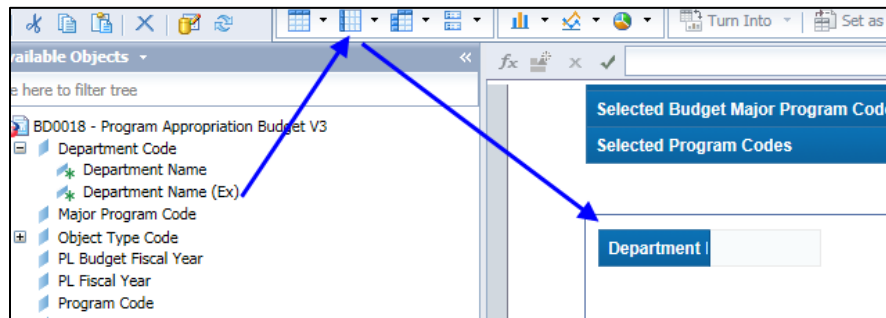 Turn Into
Set as
vailable Objects
e here to filter tree
fx
BD0018 - Program Appropriation Budget V3
Department Code
Department Name
Department Name (Ex)
Major Program Code
Object Type Code
PL Budget Fiscal Year
PL Fiscal Year
Program Code
Selected Budget Major Program Code
Selected Program Codes
Department